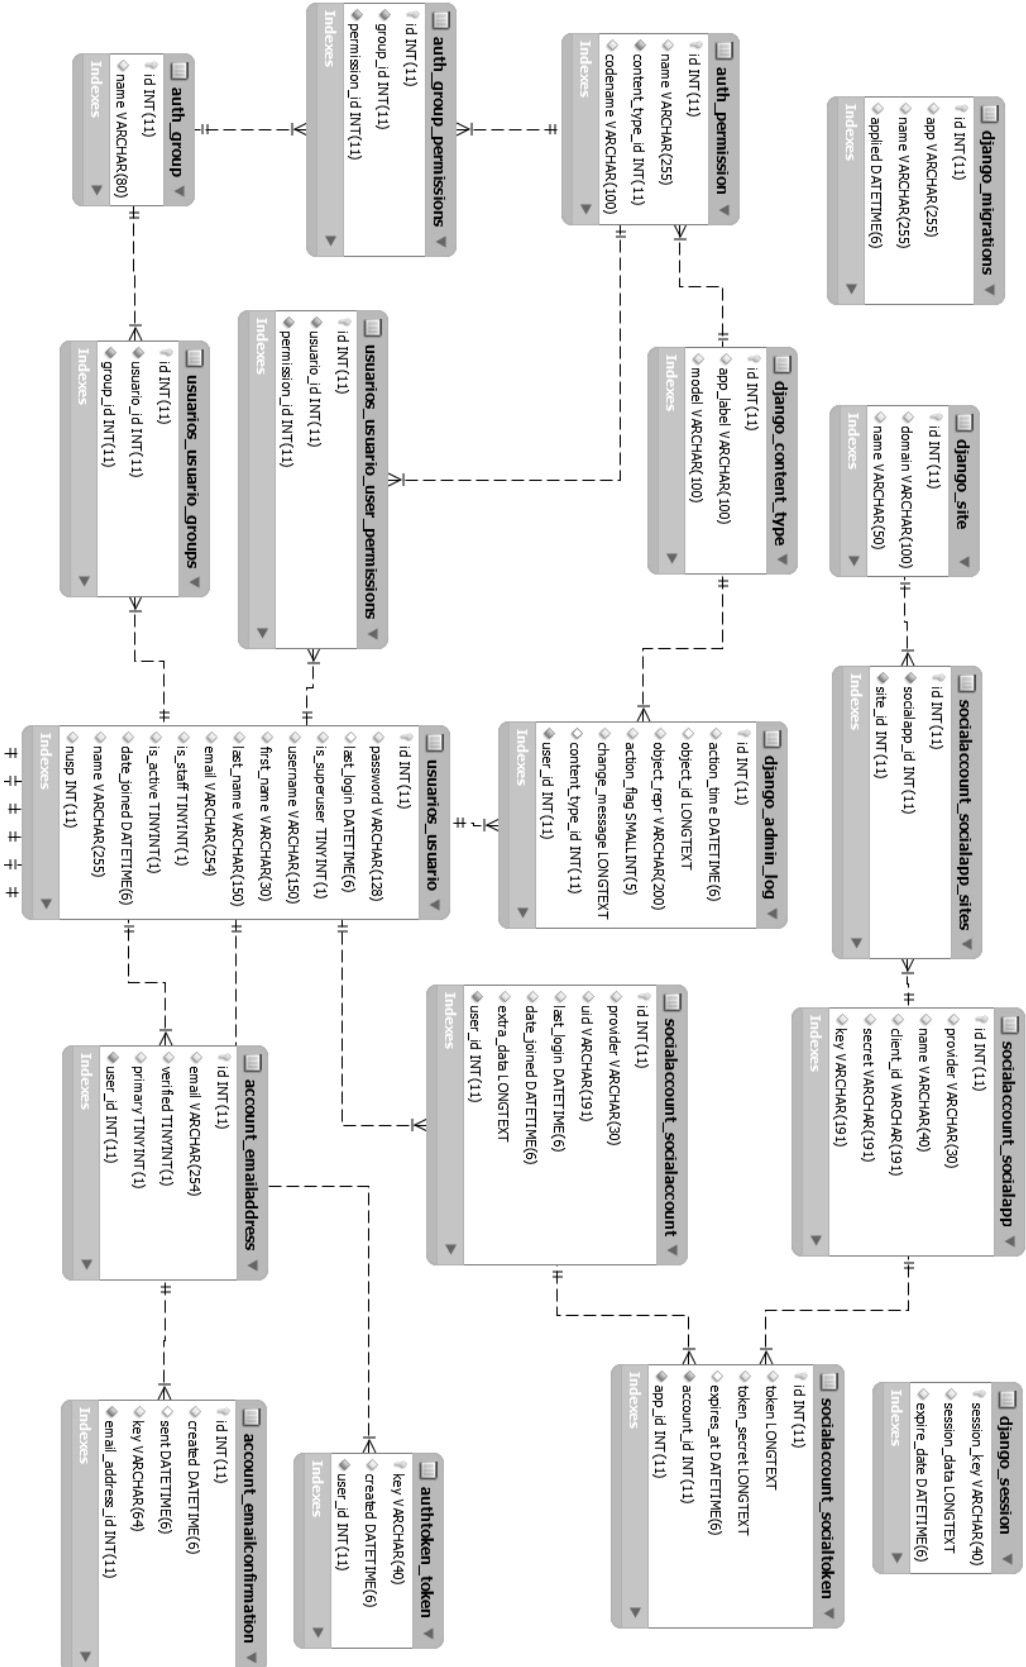 django_migrations
id INT(11)
app VARCHAR(255)
name VARCHAR(255)
applied DATETIME(6)
Indexes
django_site
id INT(11)
domain VARCHAR(100)
name VARCHAR(50)
Indexes
socialaccount_socialapp_sites
id INT(11)
socialapp_id INT(11)
site_id INT(11)
Indexes
socialaccount_socialapp
id INT(11)
provider VARCHAR(30)
name VARCHAR(40)
client_id VARCHAR(191)
secret VARCHAR(191)
key VARCHAR(191)
Indexes
django_session
session_key VARCHAR(40)
session_data LONGTEXT
expire_date DATETIME(6)
Indexes
auth_permission
id INT(11)
name VARCHAR(255)
content_type_id INT(11)
codename VARCHAR(100)
Indexes
django_content_type
id INT(11)
app_label VARCHAR(100)
model VARCHAR(100)
Indexes
django_admin_log
id INT(11)
action_time DATETIME(6)
object_id LONGTEXT
object_repr VARCHAR(200)
action_flag SMALLINT(5)
change_message LONGTEXT
content_type_id INT(11)
user_id INT(11)
Indexes
socialaccount_socialaccount
id INT(11)
provider VARCHAR(30)
uid VARCHAR(191)
last_login DATETIME(6)
date_joined DATETIME(6)
extra_data LONGTEXT
user_id INT(11)
Indexes
socialaccount_socialtoken
id INT(11)
token LONGTEXT
token_secret LONGTEXT
expires_at DATETIME(6)
account_id INT(11)
app_id INT(11)
Indexes
auth_group_permissions
id INT(11)
group_id INT(11)
permission_id INT(11)
Indexes
usuarios_usuario_user_permissions
id INT(11)
usuario_id INT(11)
permission_id INT(11)
Indexes
usuarios_usuario
id INT(11)
password VARCHAR(128)
last_login DATETIME(6)
is_superuser TINYINT(1)
username VARCHAR(150)
first_name VARCHAR(30)
last_name VARCHAR(150)
email VARCHAR(254)
is_staff TINYINT(1)
is_active TINYINT(1)
date_joined DATETIME(6)
name VARCHAR(255)
nusp INT(11)
Indexes
authtoken_token
key VARCHAR(40)
created DATETIME(6)
user_id INT(11)
Indexes
auth_group
id INT(11)
name VARCHAR(80)
Indexes
usuarios_usuario_groups
id INT(11)
usuario_id INT(11)
group_id INT(11)
Indexes
account_emailaddress
id INT(11)
email VARCHAR(254)
verified TINYINT(1)
primary TINYINT(1)
user_id INT(11)
Indexes
account_emailconfirmation
id INT(11)
created DATETIME(6)
sent DATETIME(6)
key VARCHAR(64)
email_address_id INT(11)
Indexes